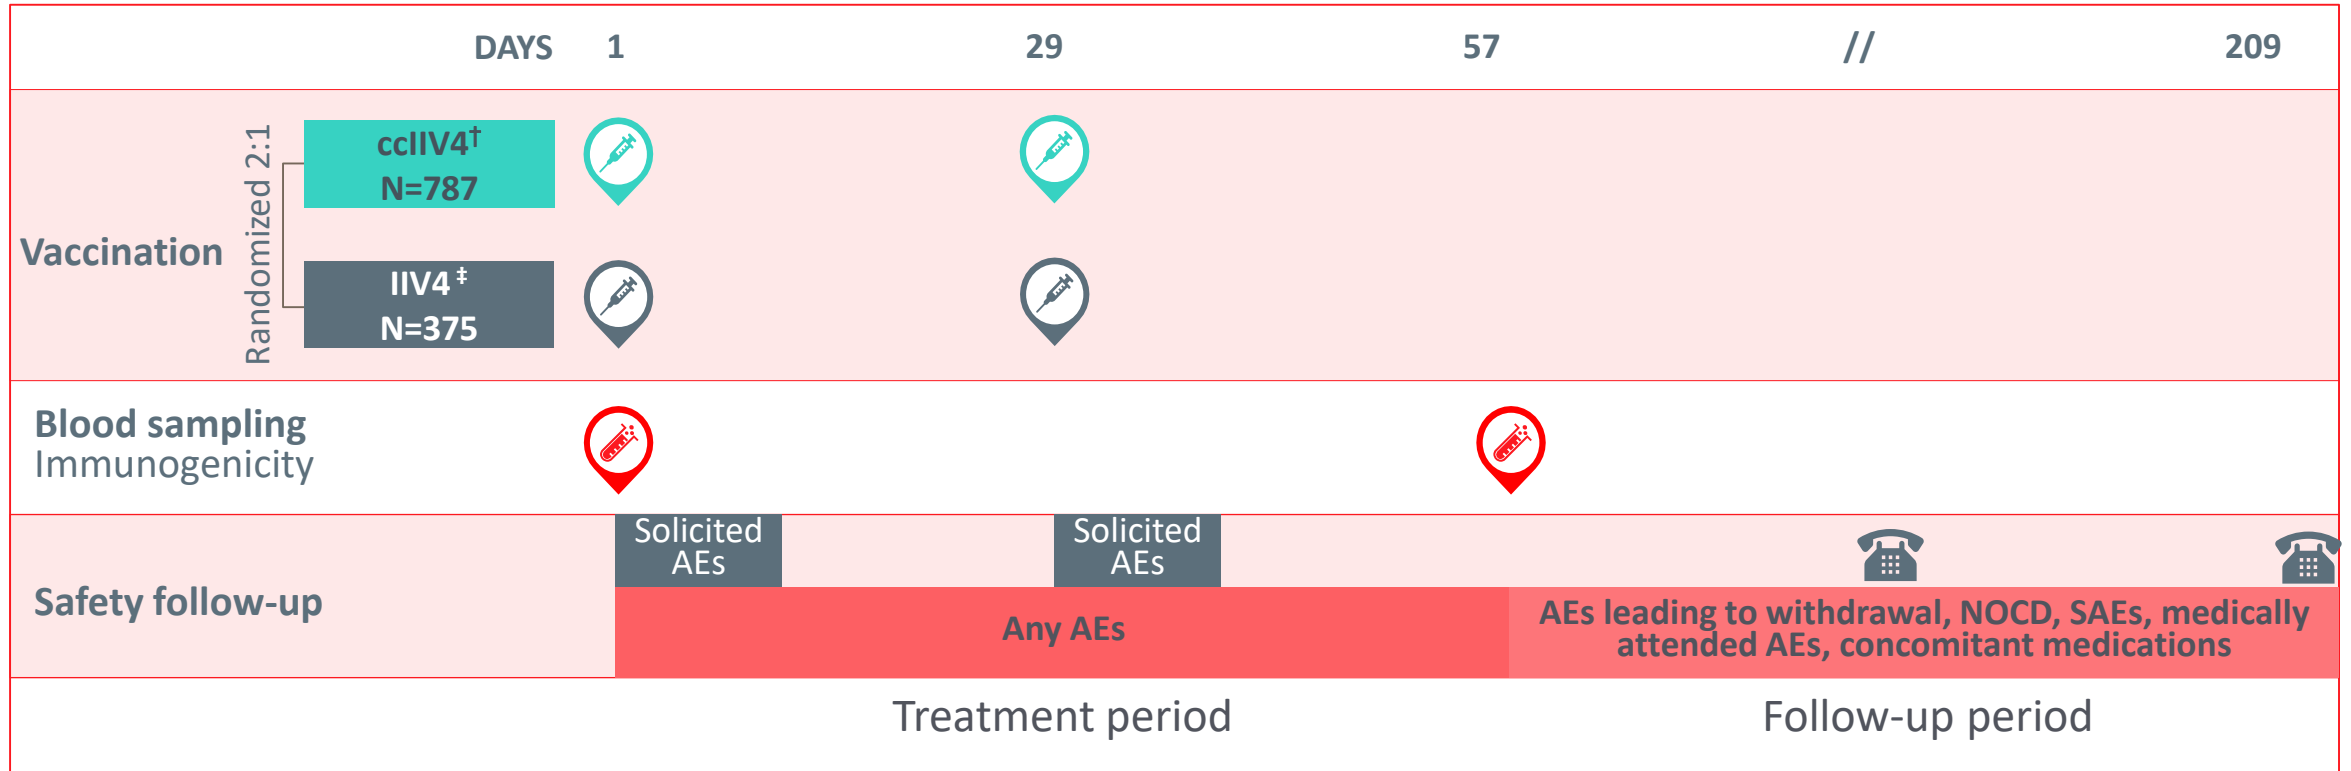 DAYS 1 29 57 // 209
Vaccination
Randomized 2:1
ccIIV4†
N=787
IIV4 ‡
N=375
Blood sampling
Immunogenicity
Safety follow-up
Solicited
AEs
Solicited
AEs
Any AEs
AEs leading to withdrawal, NOCD, SAEs, medically
attended AEs, concomitant medications
Treatment period
Follow-up period